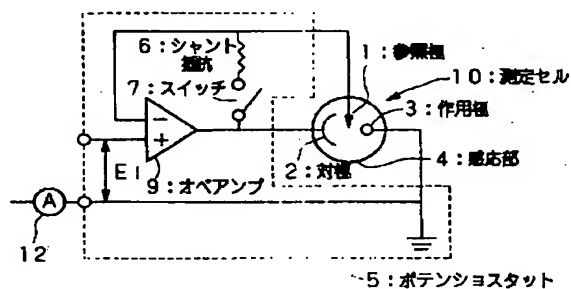 6：シャント
抵抗
7：スイッチ
1：参照極
10：測定セル
3：作用極
4：感応部
2：対極
−
+
E I
9：オペアンプ
A
12
5：ポテンショスタット